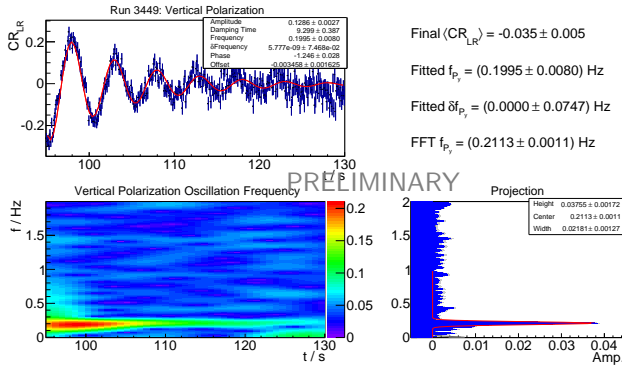 Run 3449: Vertical Polarization
CR_LR
Amplitude 0.1286 ± 0.0027
Damping Time 9.299 ± 0.387
Frequency 0.1995 ± 0.0080
δFrequency 5.777e-09 ± 7.468e-02
Phase -1.246 ± 0.028
Offset -0.003458 ± 0.001625
0.2
0
-0.2
100 110 120 130
t / s
Final ⟨CR_LR⟩ = -0.035 ± 0.005
Fitted f_Py = (0.1995 ± 0.0080) Hz
Fitted δf_Py = (0.0000 ± 0.0747) Hz
FFT f_Py = (0.2113 ± 0.0011) Hz
PRELIMINARY
Vertical Polarization Oscillation Frequency
f / Hz
1.5
1
0.5
0
100 110 120 130
t / s
0.2
0.15
0.1
0.05
0
Projection
Height 0.03755 ± 0.00172
Center 0.2113 ± 0.0011
Width 0.02181 ± 0.00127
2
1.5
1
0.5
0
0 0.01 0.02 0.03 0.04
Amp.